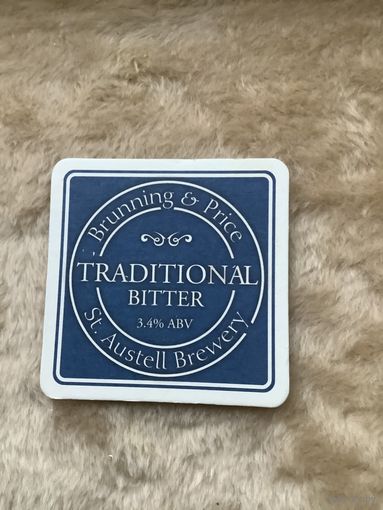 Brunning & Price
TRADITIONAL
BITTER
3.4% ABV
St. Austell Brewery